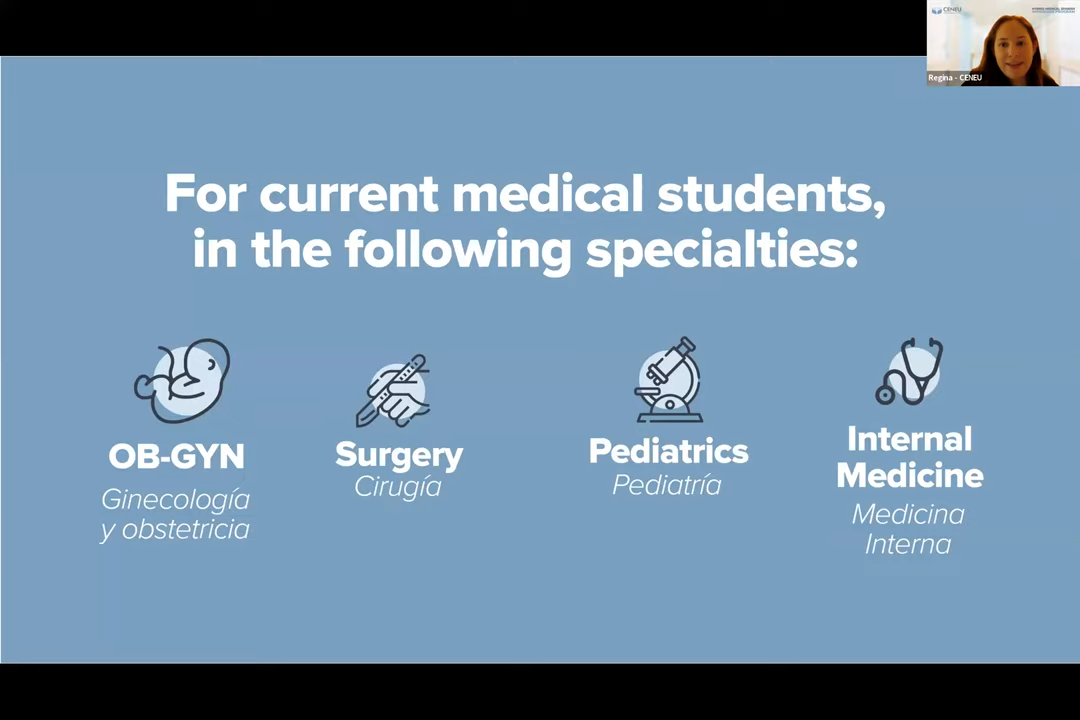 CENEU
Regina - CENEU
For current medical students,
in the following specialties:
OB-GYN
Ginecología
y obstetricia
Surgery
Cirugía
Pediatrics
Pediatría
Internal
Medicine
Medicina
Interna